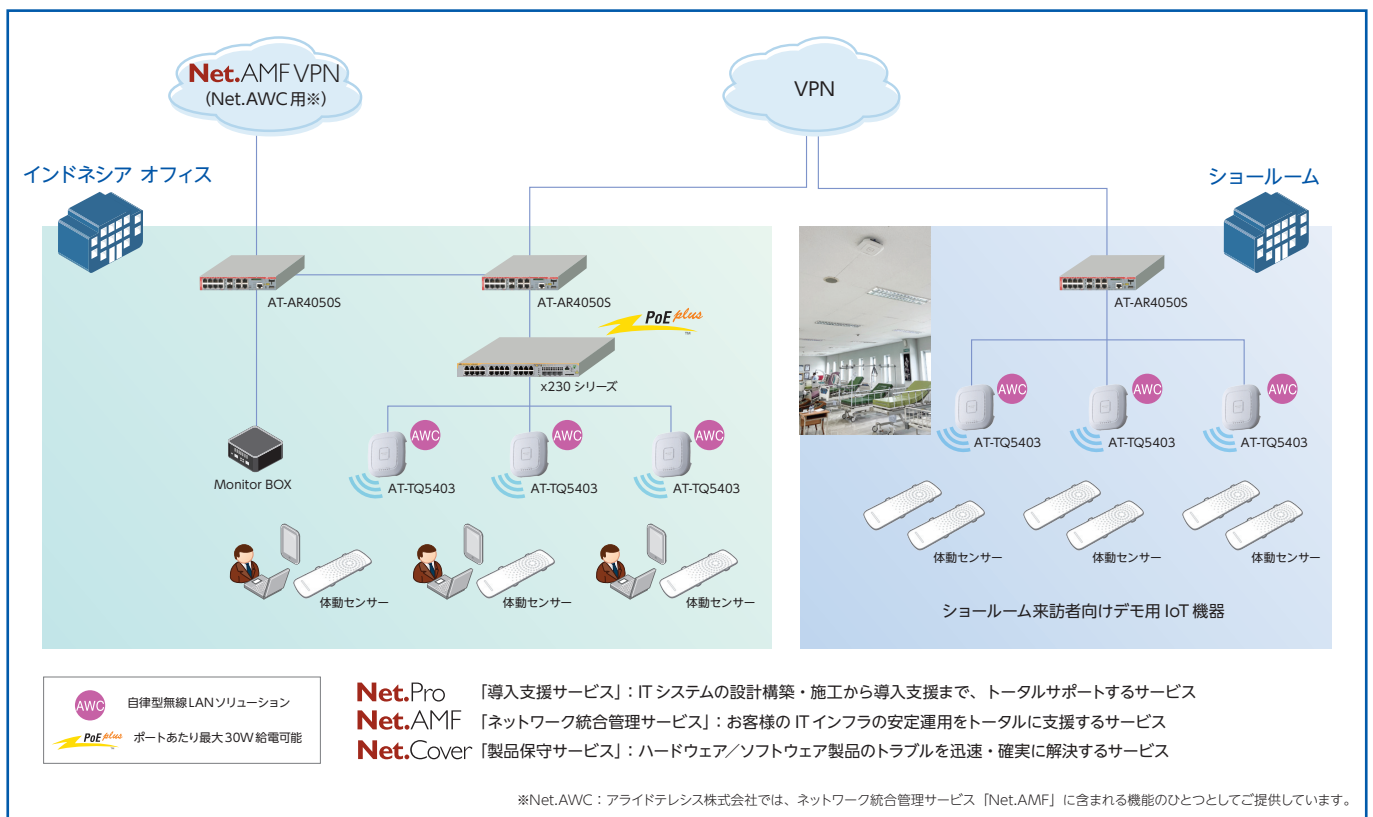 Net.AMF VPN
(Net.AWC用※)
VPN
インドネシア オフィス
ショールーム
AT-AR4050S
AT-AR4050S
AT-AR4050S
PoE plus
x230 シリーズ
AWC
AWC
AWC
AWC
AWC
AWC
AT-TQ5403
AT-TQ5403
AT-TQ5403
Monitor BOX
AT-TQ5403
AT-TQ5403
AT-TQ5403
体動センサー
体動センサー
体動センサー
体動センサー
体動センサー
体動センサー
ショールーム来訪者向けデモ用 IoT 機器
AWC 自律型無線LANソリューション
PoE plus ポートあたり最大30W 給電可能
Net.Pro 「導入支援サービス」：IT システムの設計構築・施工から導入支援まで、トータルサポートするサービス
Net.AMF 「ネットワーク統合管理サービス」：お客様の IT インフラの安定運用をトータルに支援するサービス
Net.Cover 「製品保守サービス」：ハードウェア／ソフトウェア製品のトラブルを迅速・確実に解決するサービス
※Net.AWC：アライドテレシス株式会社では、ネットワーク統合管理サービス「Net.AMF」に含まれる機能のひとつとしてご提供しています。